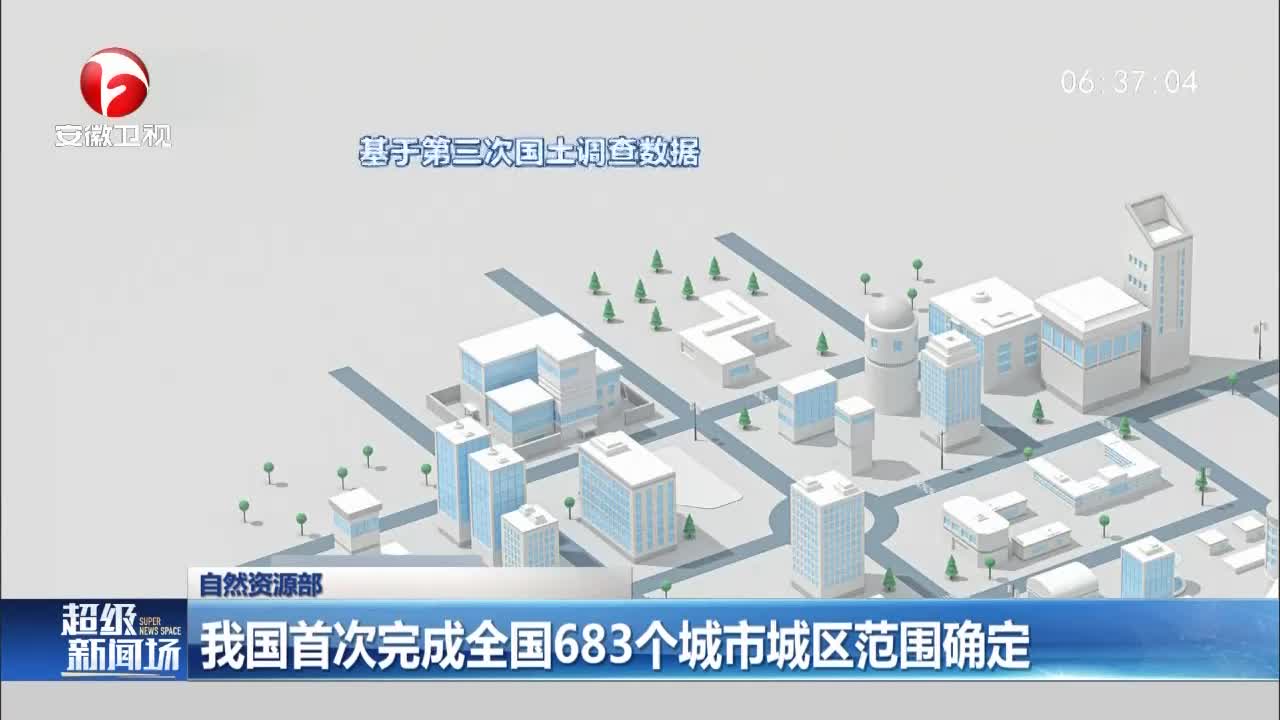 06:37:04
安徽卫视
基于第三次国土调查数据
自然资源部
超级新闻场
SUPER NEWS SPACE
我国首次完成全国683个城市城区范围确定